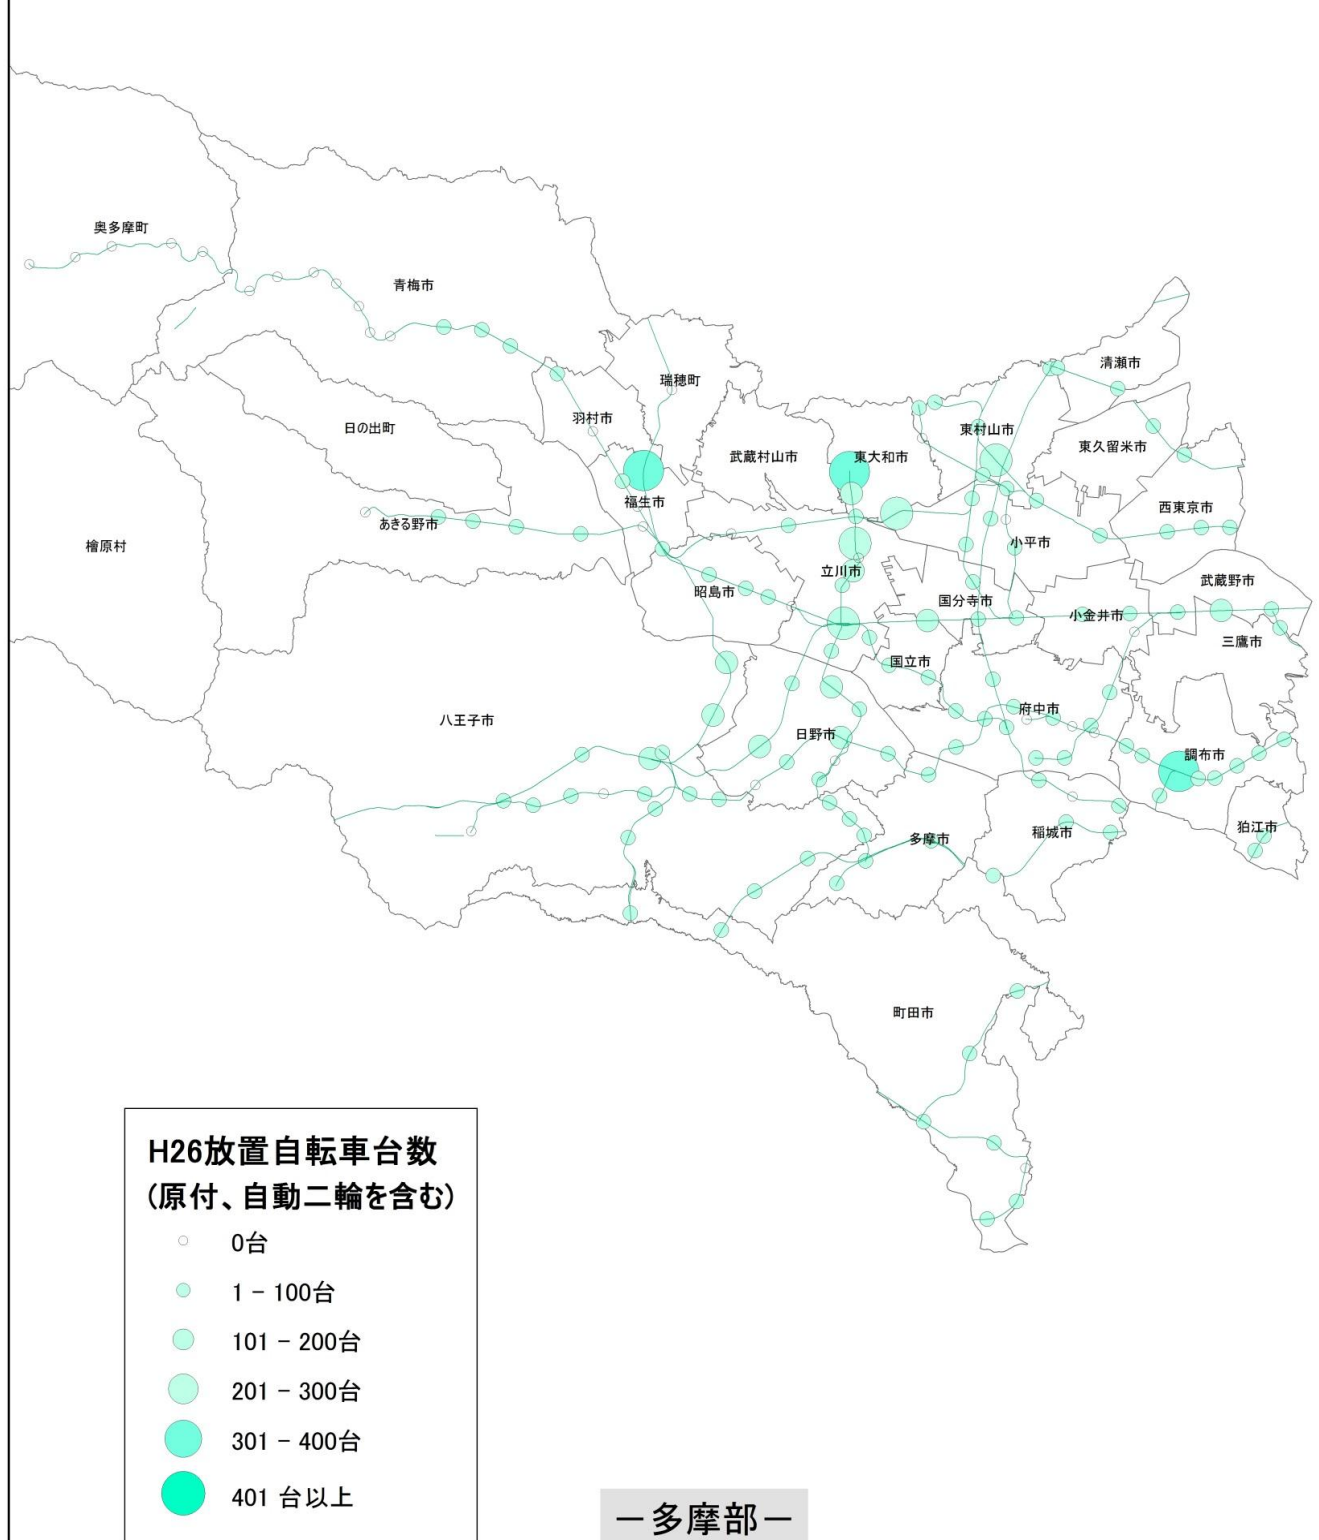 奥多摩町
青梅市
清瀬市
瑞穂町
羽村市
日の出町
東村山市
東久留米市
武蔵村山市
東大和市
福生市
西東京市
あきる野市
小平市
檜原村
立川市
武蔵野市
昭島市
国分寺市
小金井市
三鷹市
国立市
府中市
八王子市
日野市
調布市
狛江市
稲城市
多摩市
町田市
H26放置自転車台数
(原付、自動二輪を含む)
0台
1 - 100台
101 - 200台
201 - 300台
301 - 400台
401 台以上
－多摩部－